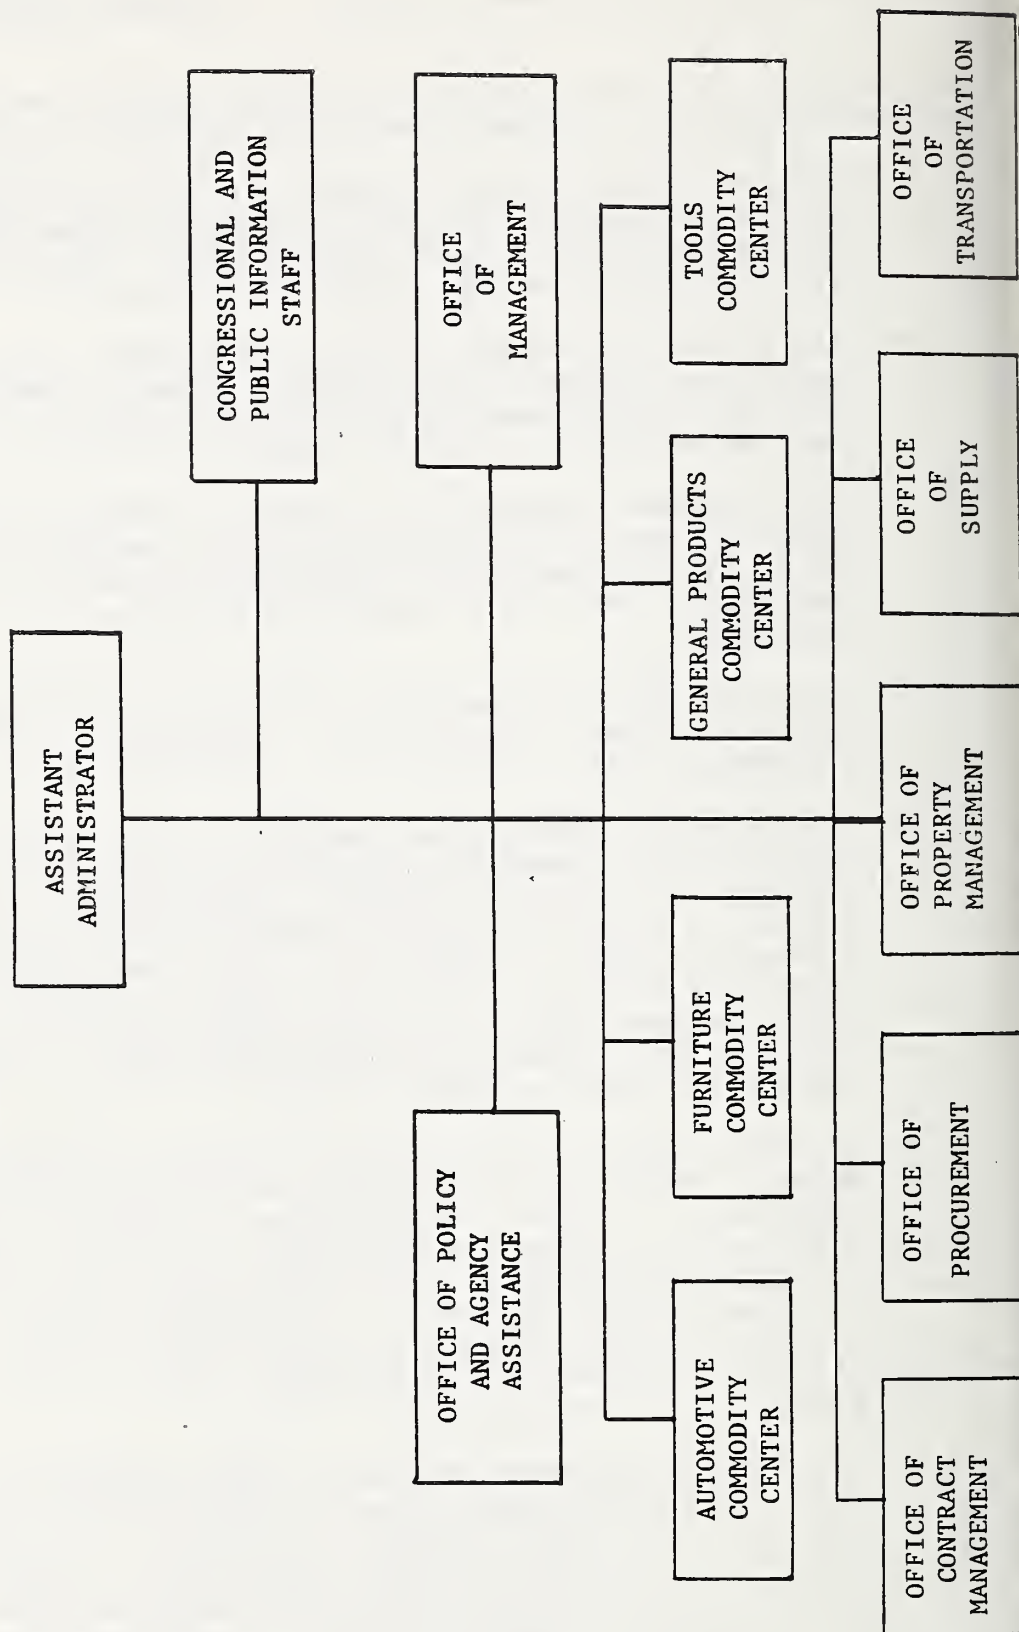 ASSISTANT
ADMINISTRATOR
CONGRESSIONAL AND
PUBLIC INFORMATION
STAFF
OFFICE OF POLICY
AND AGENCY
ASSISTANCE
OFFICE
OF
MANAGEMENT
AUTOMOTIVE
COMMODITY
CENTER
FURNITURE
COMMODITY
CENTER
GENERAL PRODUCTS
COMMODITY
CENTER
TOOLS
COMMODITY
CENTER
OFFICE OF
CONTRACT
MANAGEMENT
OFFICE OF
PROCUREMENT
OFFICE OF
PROPERTY
MANAGEMENT
OFFICE
OF
SUPPLY
OFFICE
OF
TRANSPORTATION